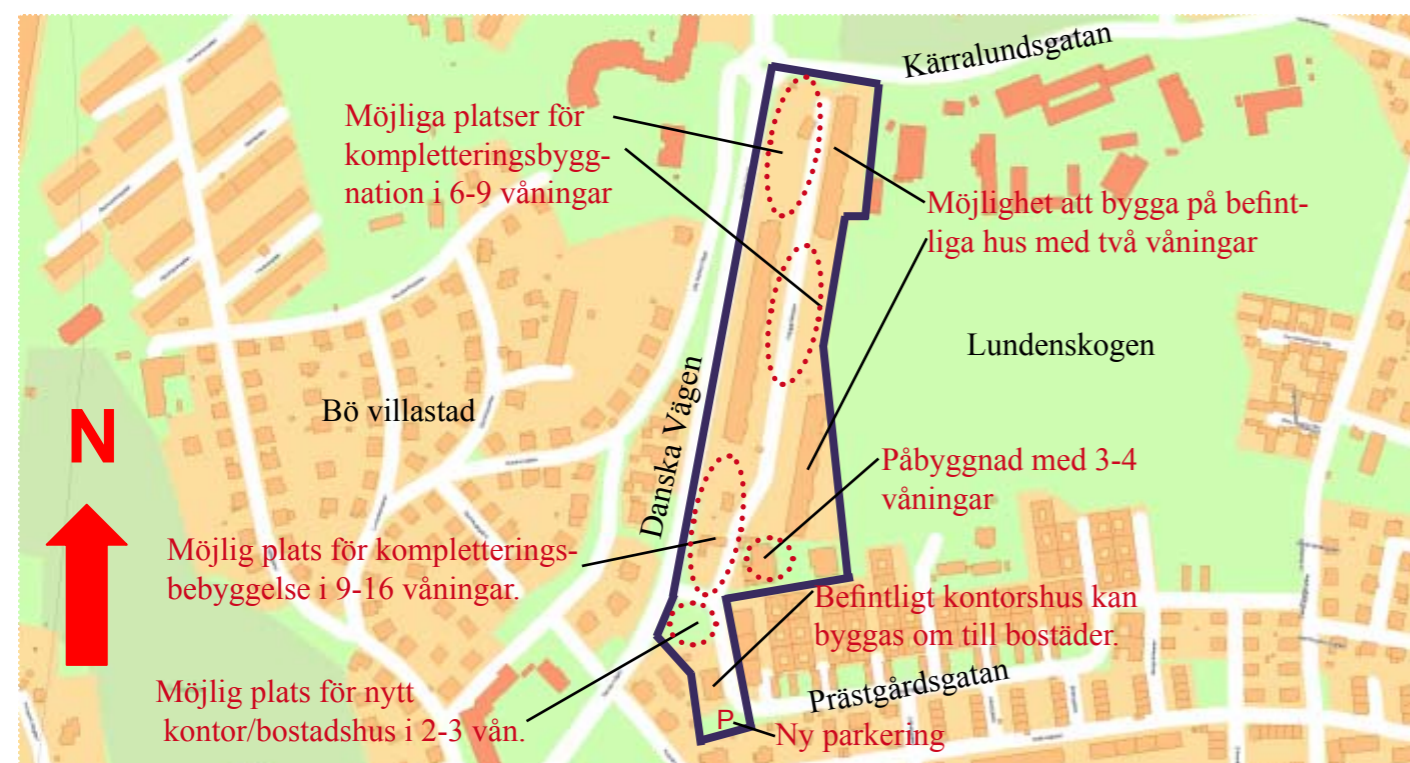 Kärralundsgatan
Möjliga platser för
kompletteringsbygg-
nation i 6-9 våningar
Möjlighet att bygga på befint-
liga hus med två våningar
Lundenskogen
Bö villastad
N
Danska Vägen
Påbyggnad med 3-4
våningar
Möjlig plats för kompletterings-
bebyggelse i 9-16 våningar.
Befintligt kontorshus kan
byggas om till bostäder.
Prästgårdsgatan
Möjlig plats för nytt
kontor/bostadshus i 2-3 vån.
P
Ny parkering